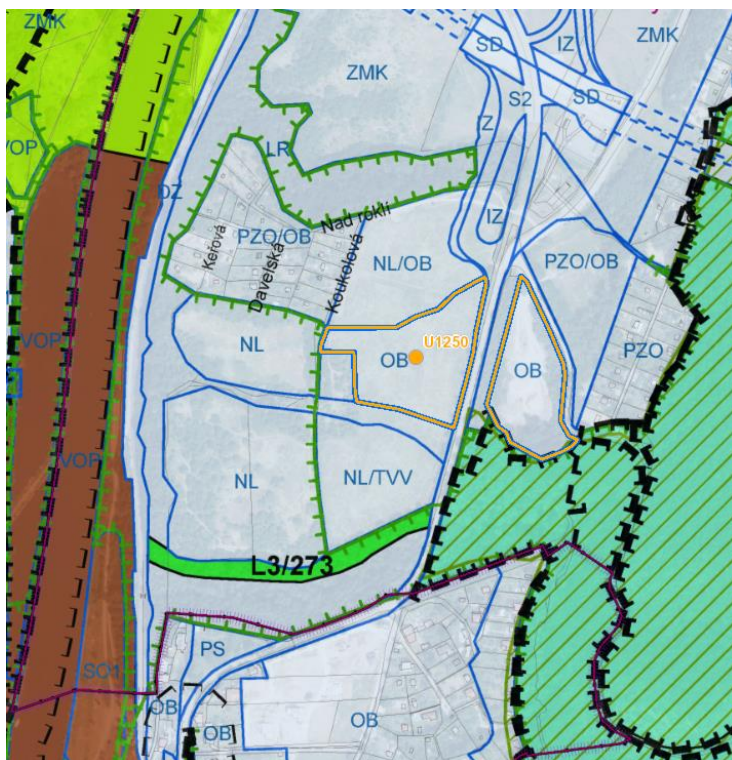 ZMK
SD
IZ
ZMK
ZMK
S2
SD
IZ
VOP
LR
DZ
IZ
Nad roklí
PZO/OB
Keřová
Davelská
Koukolová
NL/OB
PZO/OB
VOP
NL
U1250
OB
OB
PZO
VOP
NL
NL/TVV
L3/273
PS
SO1
OB
OB
OB